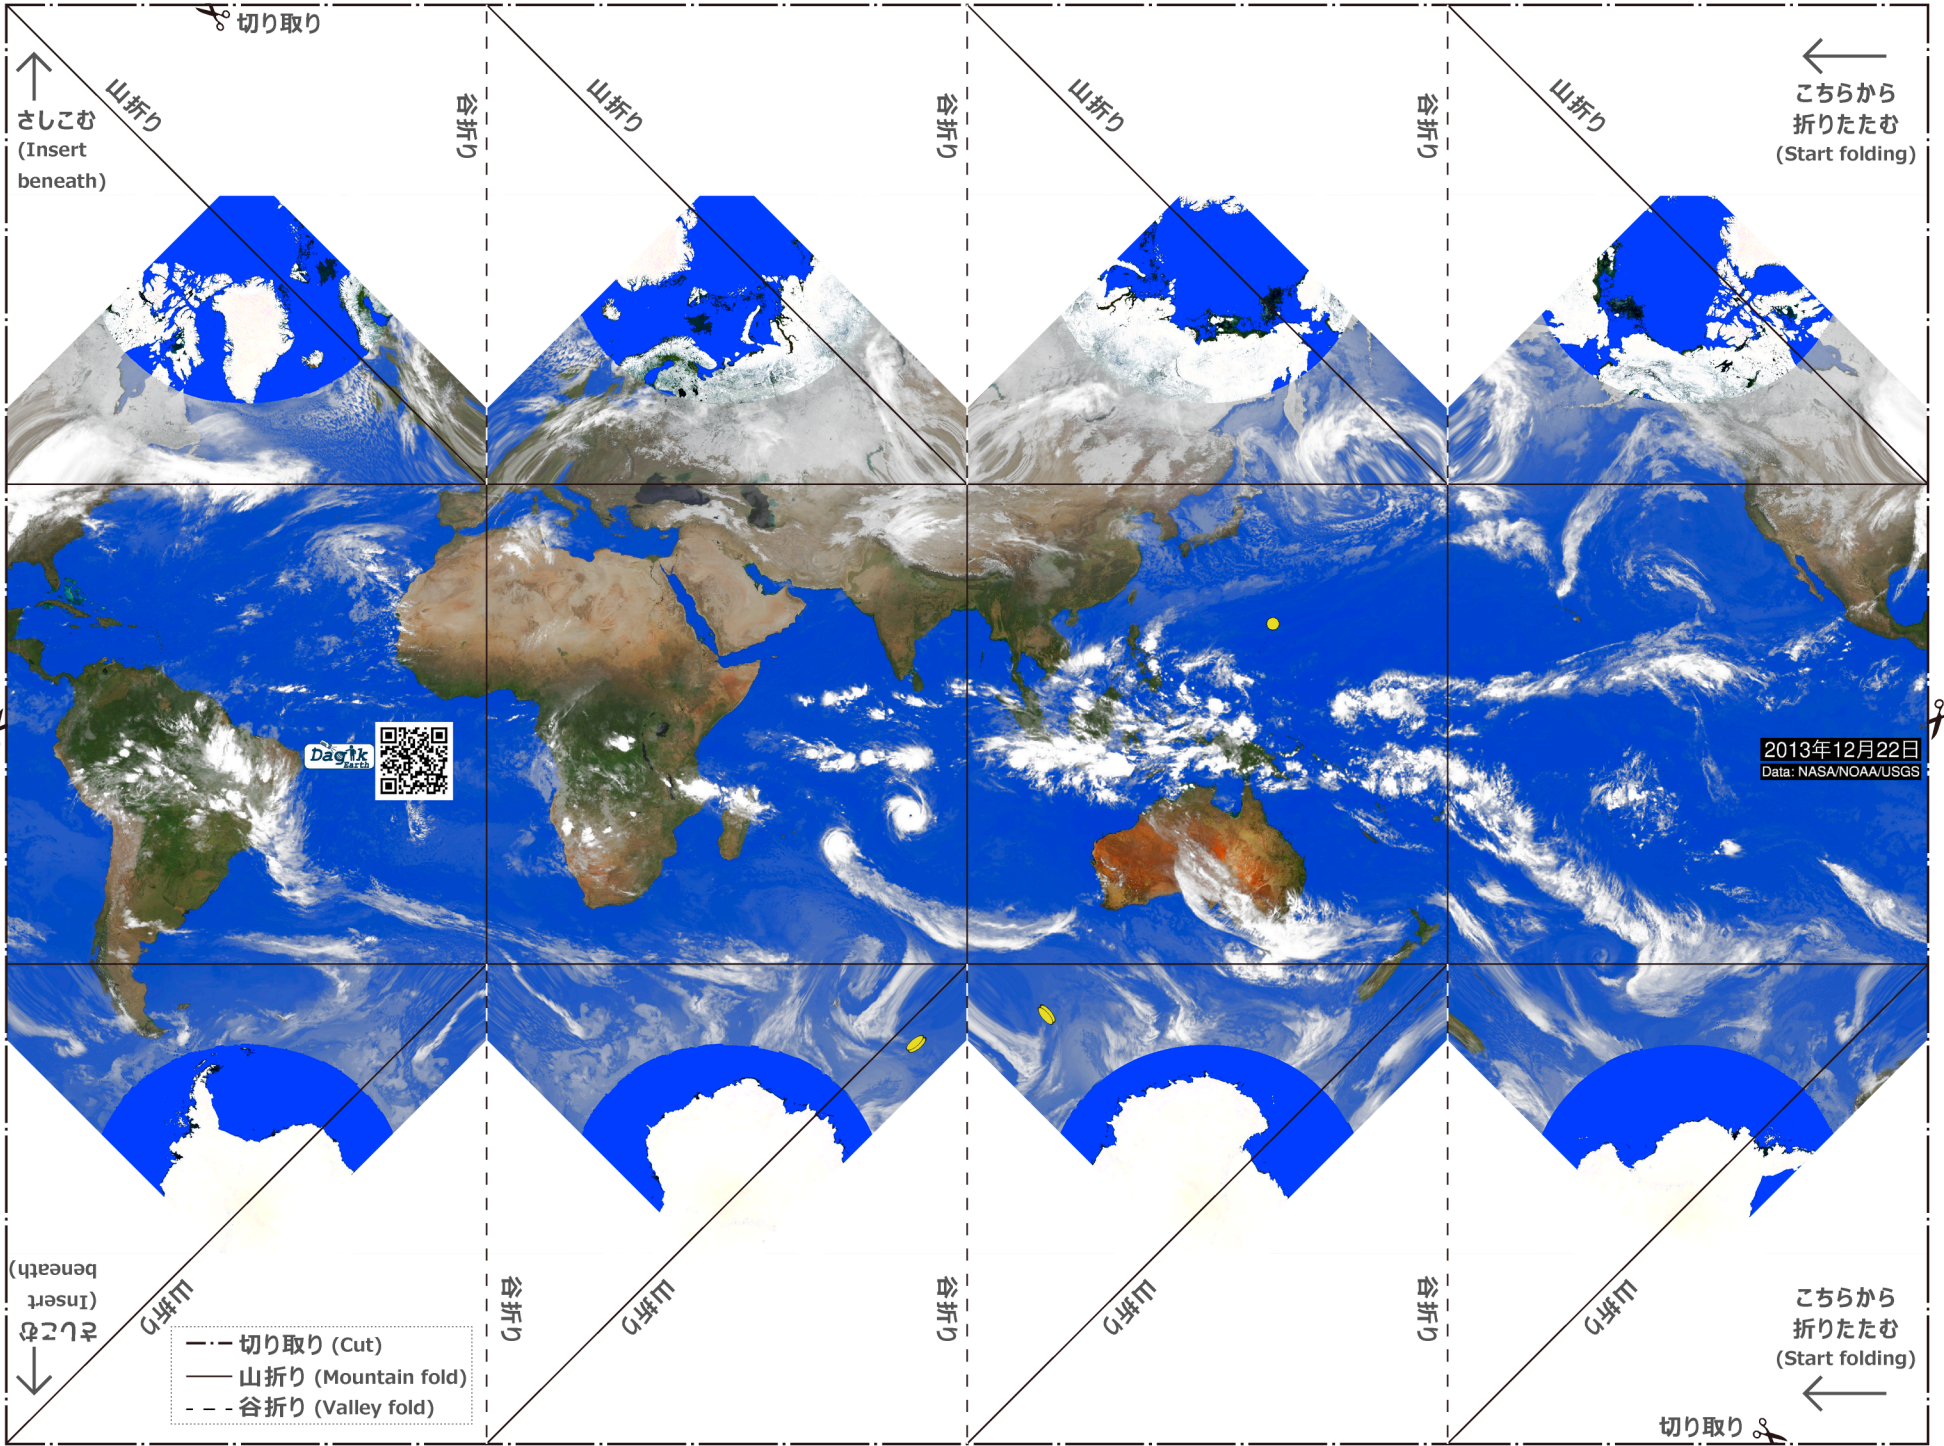 切り取り
山折り
谷折り
山折り
谷折り
山折り
谷折り
山折り
こちらから
折りたたむ
(Start folding)
さしこむ
(Insert
beneath)
Dagik
Earth
2013年12月22日
Data: NASA/NOAA/USGS
さしこむ
(Insert
beneath)
山折り
谷折り
山折り
谷折り
山折り
谷折り
山折り
こちらから
折りたたむ
(Start folding)
切り取り (Cut)
山折り (Mountain fold)
谷折り (Valley fold)
切り取り